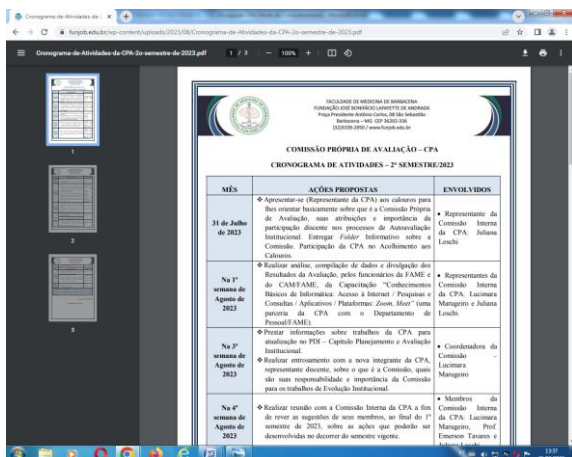 Cronograma-de-Atividades-da-C
funjob.edu.br/wp-content/uploads/2023/08/Cronograma-de-Atividades-da-CPA-2o-semestre-de-2023.pdf
Cronograma-de-Atividades-da-CPA-2o-semestre-de-2023.pdf
1 / 3
100%
1
2
3
FACULDADE DE MEDICINA DE BARBACENA
FUNDAÇÃO JOSÉ BONIFÁCIO LAFAYETTE DE ANDRADA
Praça Presidente Antônio Carlos, 08 São Sebastião
Barbacena – MG CEP 36202-336
(32)3339-2950 / www.funjob.edu.br
COMISSÃO PRÓPRIA DE AVALIAÇÃO – CPA
CRONOGRAMA DE ATIVIDADES – 2º SEMESTRE/2023
MÊS
AÇÕES PROPOSTAS
ENVOLVIDOS
31 de Julho
de 2023
❖ Apresentar-se (Representante da CPA) aos calouros para
lhes orientar basicamente sobre que é a Comissão Própria
de Avaliação, suas atribuições e importância da
participação discente nos processos de Autoavaliação
Institucional. Entregar Folder Informativo sobre a
Comissão. Participação da CPA no Acolhimento aos
Calouros.
• Representante da
Comissão Interna
da CPA: Juliana
Loschi
Na 1ª
semana de
Agosto de
2023
❖ Realizar análise, compilação de dados e divulgação dos
Resultados da Avaliação, pelos funcionários da FAME e
do CAM/FAME, da Capacitação “Conhecimentos
Básicos de Informática: Acesso à Internet / Pesquisas e
Consultas / Aplicativos / Plataformas: Zoom, Meet” (uma
parceria da CPA com o Departamento de
Pessoal/FAME).
• Representantes da
Comissão Interna
da CPA: Lucimara
Marugeiro e Juliana
Loschi.
Na 3ª
semana de
Agosto de
2023
❖ Prestar informações sobre trabalhos da CPA para
atualização no PDI – Capítulo Planejamento e Avaliação
Institucional.
❖ Realizar entrosamento com a nova integrante da CPA,
representante discente, sobre o que é a Comissão, quais
são suas responsabilidade e importância da Comissão
para os trabalhos de Evolução Institucional.
• Coordenadora da
Comissão –
Lucimara
Marugeiro
Na 4ª
semana de
Agosto de
2023
❖ Realizar reunião com a Comissão Interna da CPA a fim
de rever as sugestões de seus membros, ao final do 1º
semestre de 2023, sobre as ações que poderão ser
desenvolvidas no decorrer do semestre vigente.
• Membros da
Comissão Interna
da CPA: Lucimara
Marugeiro, Prof.
Emerson Tavares e
Juliana Loschi
13:37